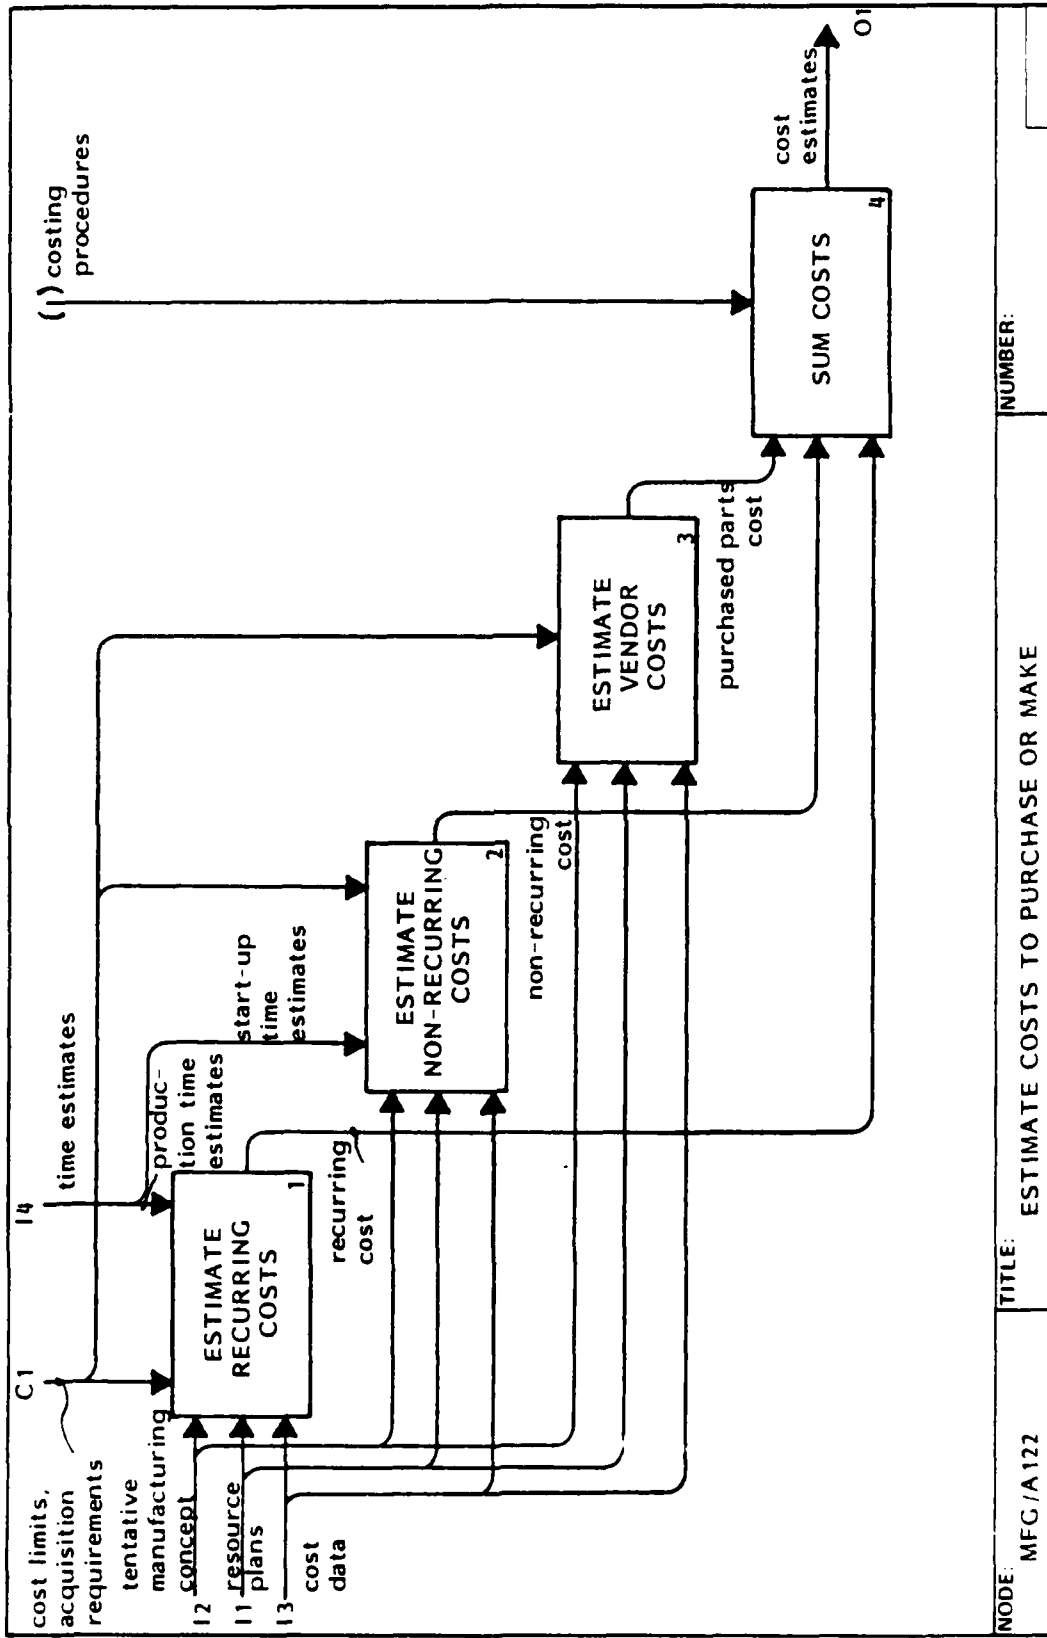 C1
I4
time estimates
(1) costing
procedures
cost limits,
acquisition
requirements
tentative
manufacturing
concept
I2
resource
plans
I1
I3
cost
data
ESTIMATE
RECURRING
COSTS
1
produc-
tion time
estimates
start-up
time
estimates
recurring
cost
ESTIMATE
NON-RECURRING
COSTS
2
non-recurring
cost
ESTIMATE
VENDOR
COSTS
3
purchased parts
cost
SUM COSTS
4
cost
estimates
O1
NODE:
MFG/A122
TITLE:
ESTIMATE COSTS TO PURCHASE OR MAKE
NUMBER: